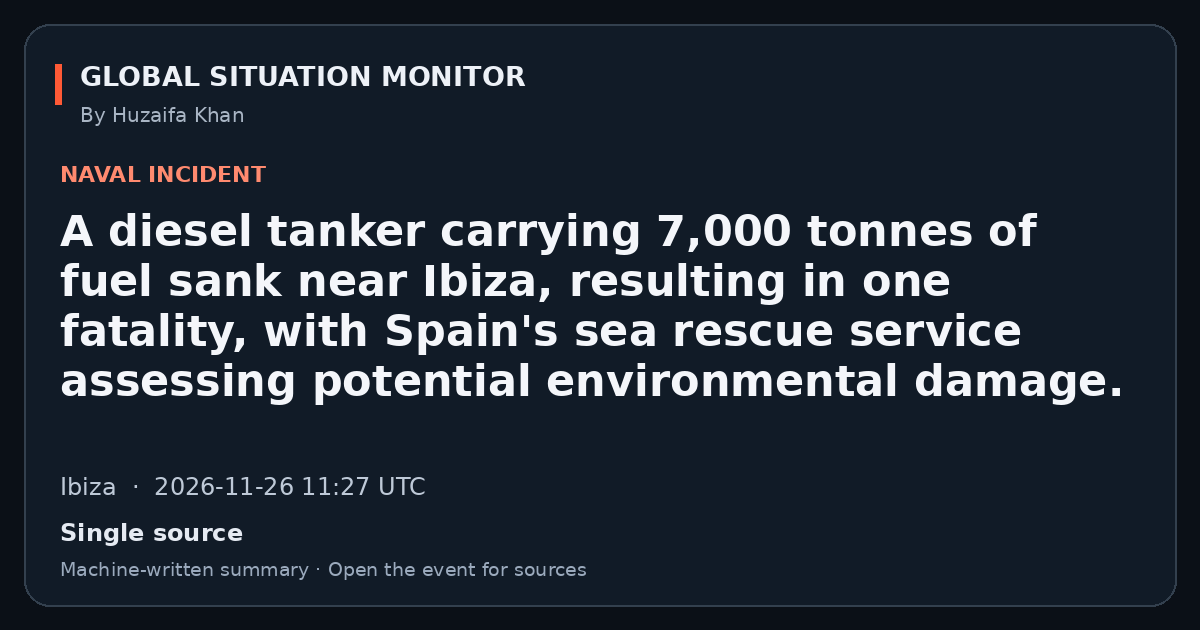 GLOBAL SITUATION MONITOR
By Huzaifa Khan
NAVAL INCIDENT
A diesel tanker carrying 7,000 tonnes of
fuel sank near Ibiza, resulting in one
fatality, with Spain's sea rescue service
assessing potential environmental damage.
Ibiza · 2026-11-26 11:27 UTC
Single source
Machine-written summary · Open the event for sources